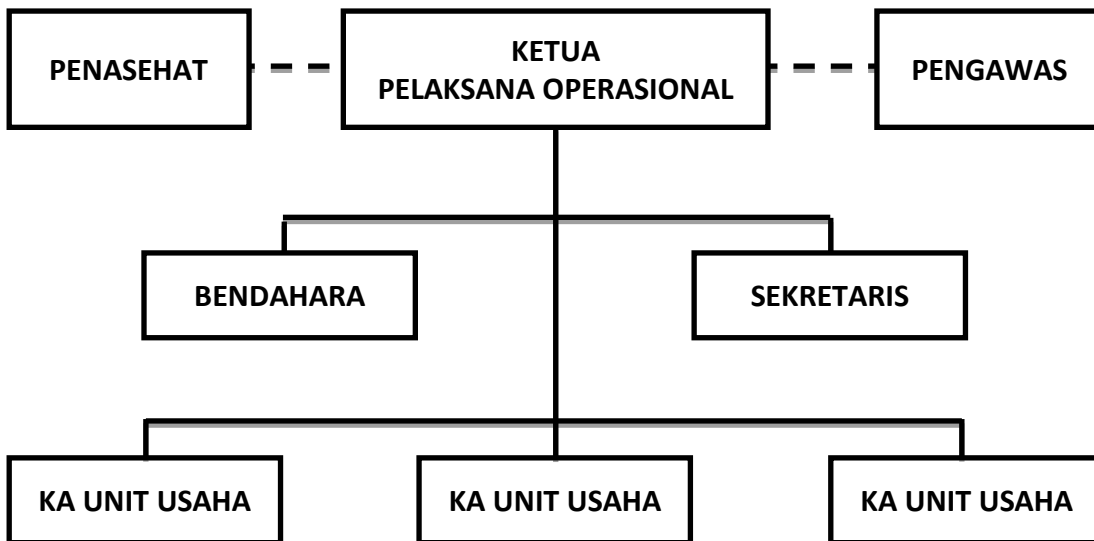 PENASEHAT
KETUA
PELAKSANA OPERASIONAL
PENGAWAS
BENDAHARA
SEKRETARIS
KA UNIT USAHA
KA UNIT USAHA
KA UNIT USAHA